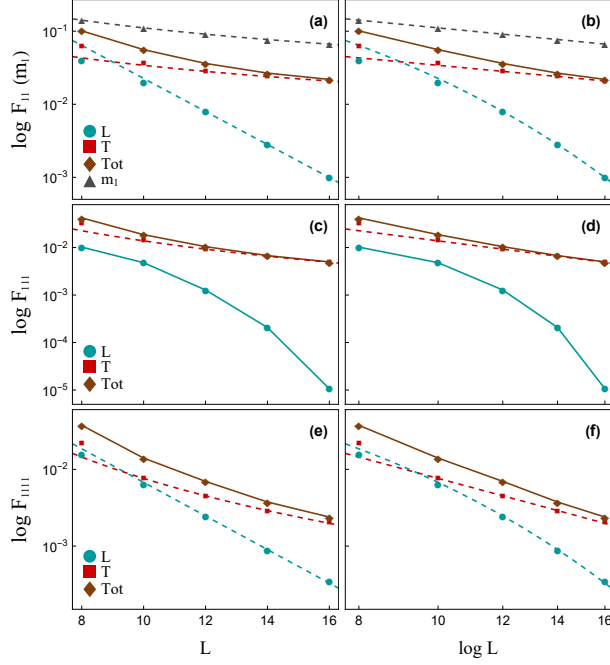 (a)
(b)
10⁻¹
10⁻²
10⁻³
log F₁₁ (m₁)
L
T
Tot
m₁
(c)
(d)
10⁻²
10⁻³
10⁻⁴
10⁻⁵
log F₁₁₁
L
T
Tot
(e)
(f)
10⁻²
10⁻³
log F₁₁₁₁
L
T
Tot
8 10 12 14 16 8 10 12 14 16
L log L